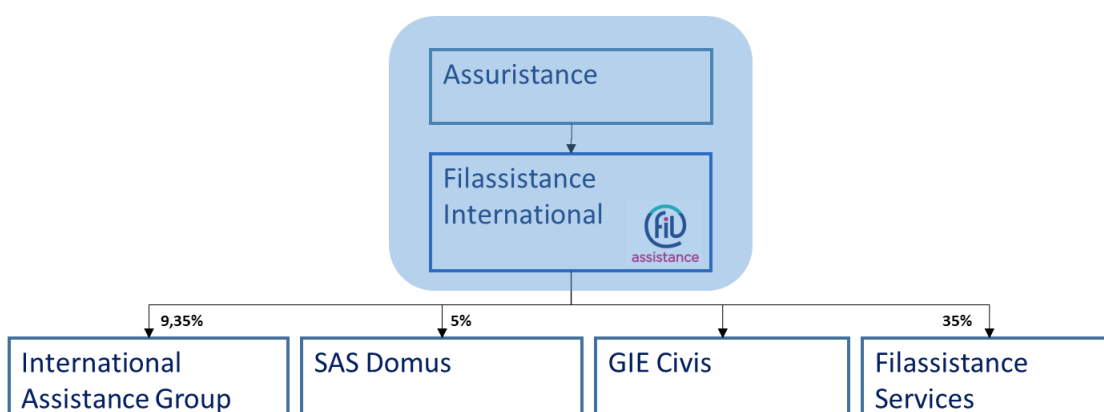 Assuristance
Filassistance
International
fil
assistance
9,35%
5%
35%
International
Assistance Group
SAS Domus
GIE Civis
Filassistance
Services